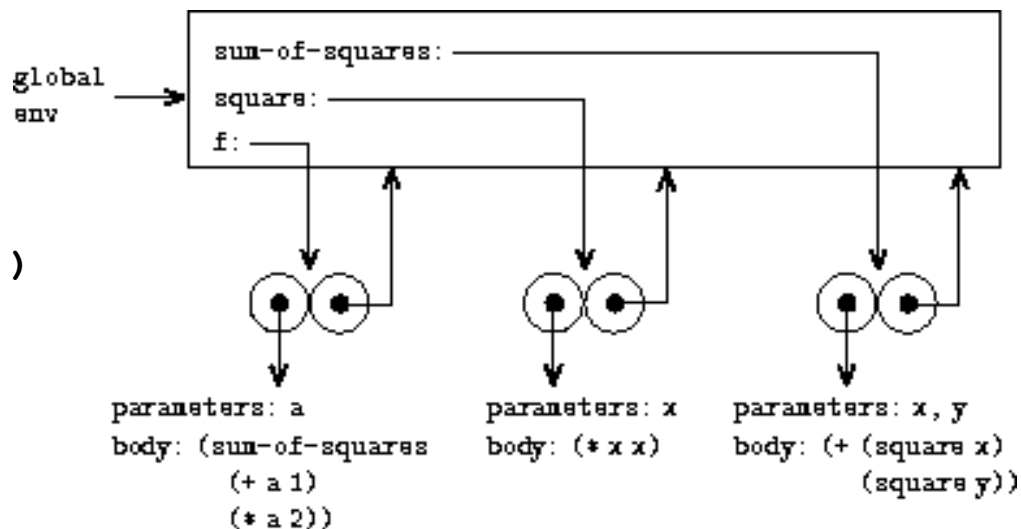 sum-of-squares:
global
env
square:
f:
)
parameters: a
body: (sum-of-squares
(+ a 1)
(* a 2))
parameters: x
body: (* x x)
parameters: x, y
body: (+ (square x)
(square y))